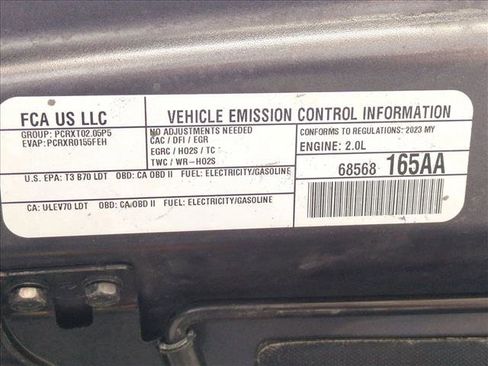 FCA US LLC
GROUP: PCRXT02.05P5
EVAP: PCRXR0155FEH
VEHICLE EMISSION CONTROL INFORMATION
NO ADJUSTMENTS NEEDED
CAC / DFI / EGR
EGRC / HO2S / TC
TWC / WR-HO2S
CONFORMS TO REGULATIONS: 2023 MY
ENGINE: 2.0L
68568 165AA
U.S. EPA: T3 B70 LDT OBD: CA OBD II FUEL: ELECTRICITY/GASOLINE
CA: ULEV70 LDT OBD: CA OBD II FUEL: ELECTRICITY/GASOLINE